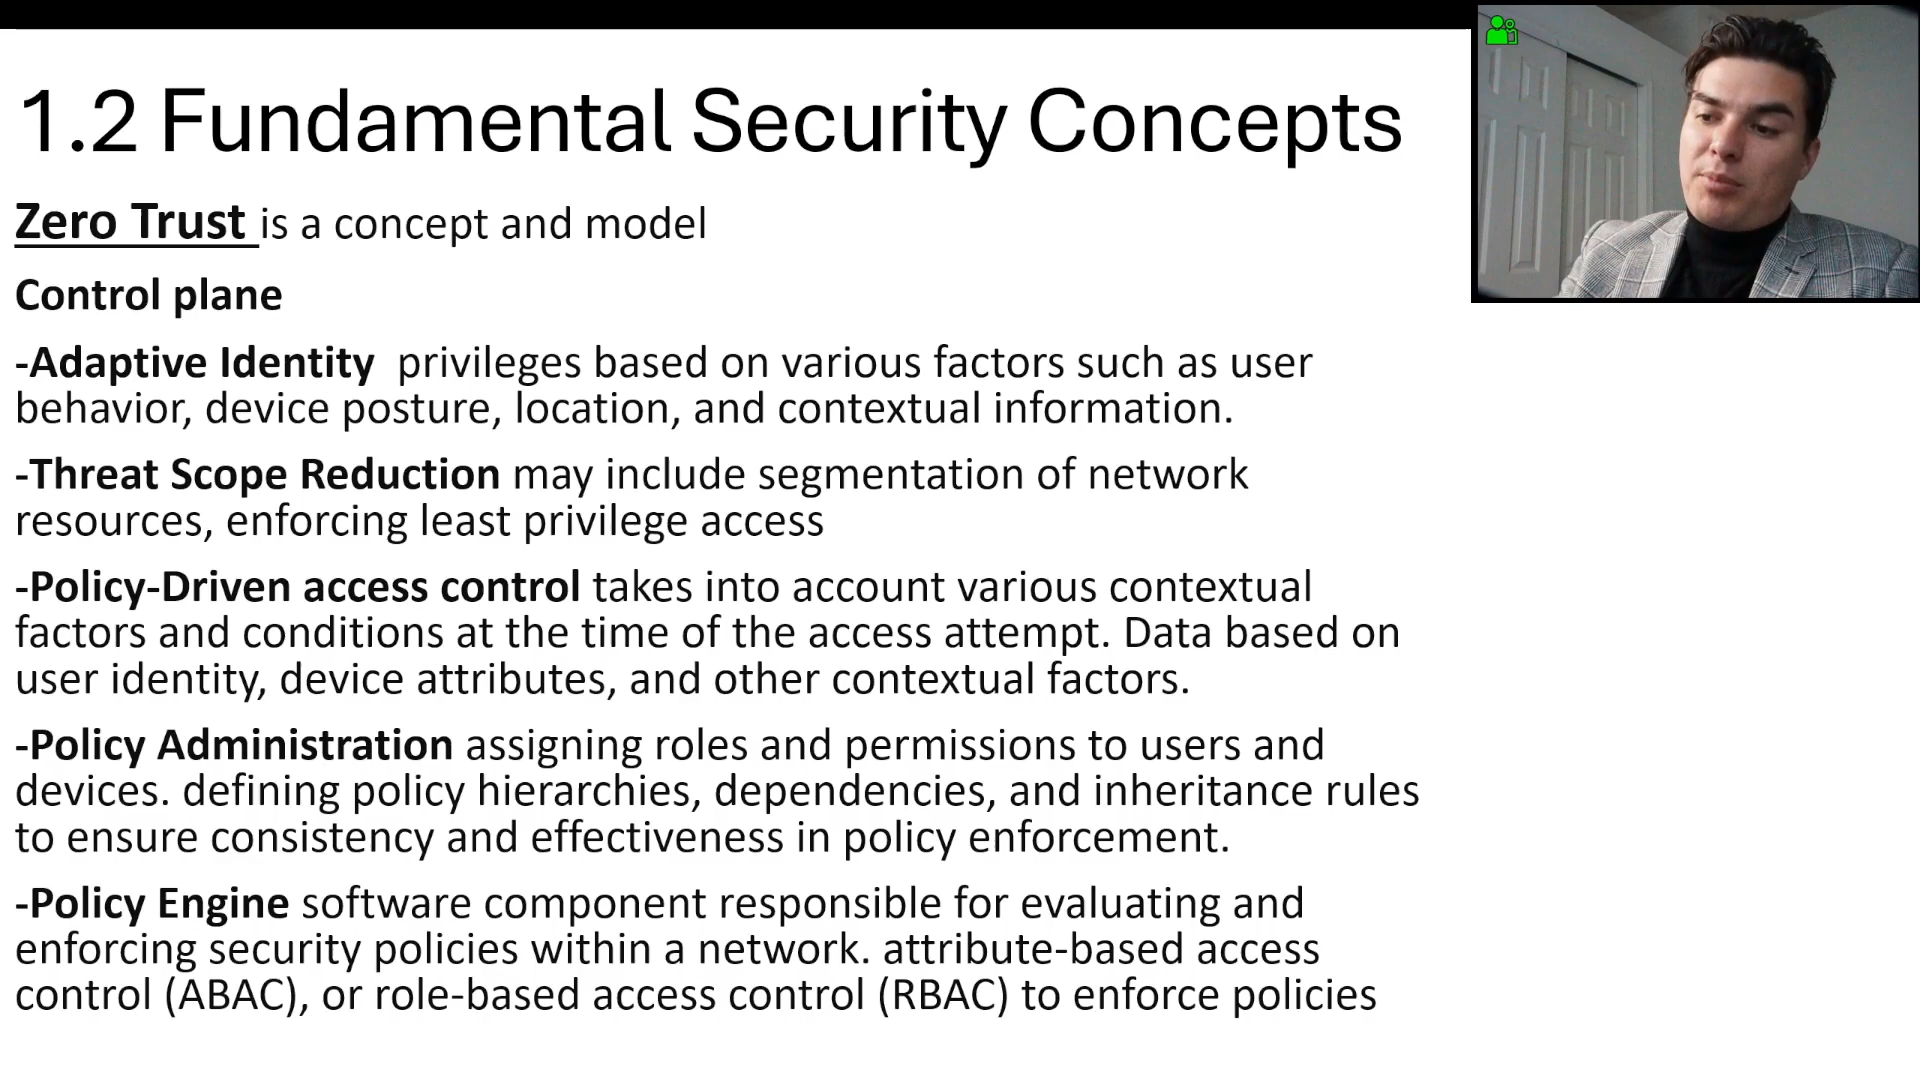 1.2 Fundamental Security Concepts
Zero Trust is a concept and model
Control plane
-Adaptive Identity  privileges based on various factors such as user
behavior, device posture, location, and contextual information.
-Threat Scope Reduction may include segmentation of network
resources, enforcing least privilege access
-Policy-Driven access control takes into account various contextual
factors and conditions at the time of the access attempt. Data based on
user identity, device attributes, and other contextual factors.
-Policy Administration assigning roles and permissions to users and
devices. defining policy hierarchies, dependencies, and inheritance rules
to ensure consistency and effectiveness in policy enforcement.
-Policy Engine software component responsible for evaluating and
enforcing security policies within a network. attribute-based access
control (ABAC), or role-based access control (RBAC) to enforce policies